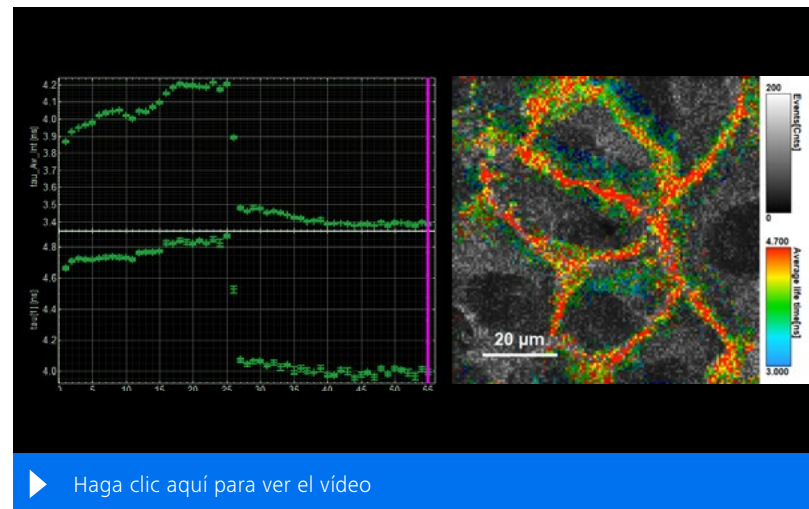 4.2
4.1
4.0
3.9
3.8
3.7
3.6
3.5
3.4
tau_Av_Int [ns]
4.8
4.6
4.4
4.2
4.0
tau[1] [ns]
0 5 10 15 20 25 30 35 40 45 50 55
20 µm
200
Events[Cnts]
0
4.700
Average life time[ns]
3.000
Haga clic aquí para ver el vídeo